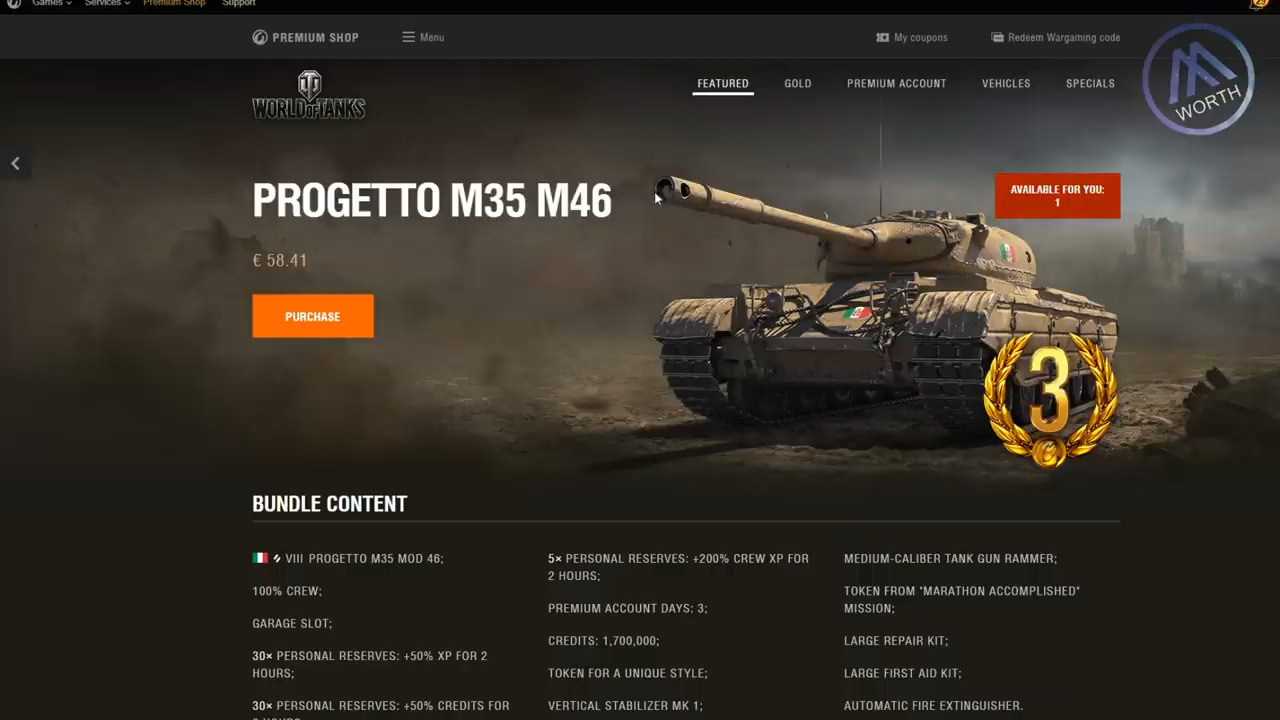 Games Services Premium Shop Support
PREMIUM SHOP Menu My coupons Redeem Wargaming code
WORTH
WORLD OF TANKS
FEATURED GOLD PREMIUM ACCOUNT VEHICLES SPECIALS
PROGETTO M35 M46
AVAILABLE FOR YOU:
1
€ 58.41
PURCHASE
3
BUNDLE CONTENT
VIII PROGETTO M35 MOD 46;
100% CREW;
GARAGE SLOT;
30× PERSONAL RESERVES: +50% XP FOR 2
HOURS;
30× PERSONAL RESERVES: +50% CREDITS FOR
5× PERSONAL RESERVES: +200% CREW XP FOR
2 HOURS;
PREMIUM ACCOUNT DAYS: 3;
CREDITS: 1,700,000;
TOKEN FOR A UNIQUE STYLE;
VERTICAL STABILIZER MK 1;
MEDIUM-CALIBER TANK GUN RAMMER;
TOKEN FROM "MARATHON ACCOMPLISHED"
MISSION;
LARGE REPAIR KIT;
LARGE FIRST AID KIT;
AUTOMATIC FIRE EXTINGUISHER.